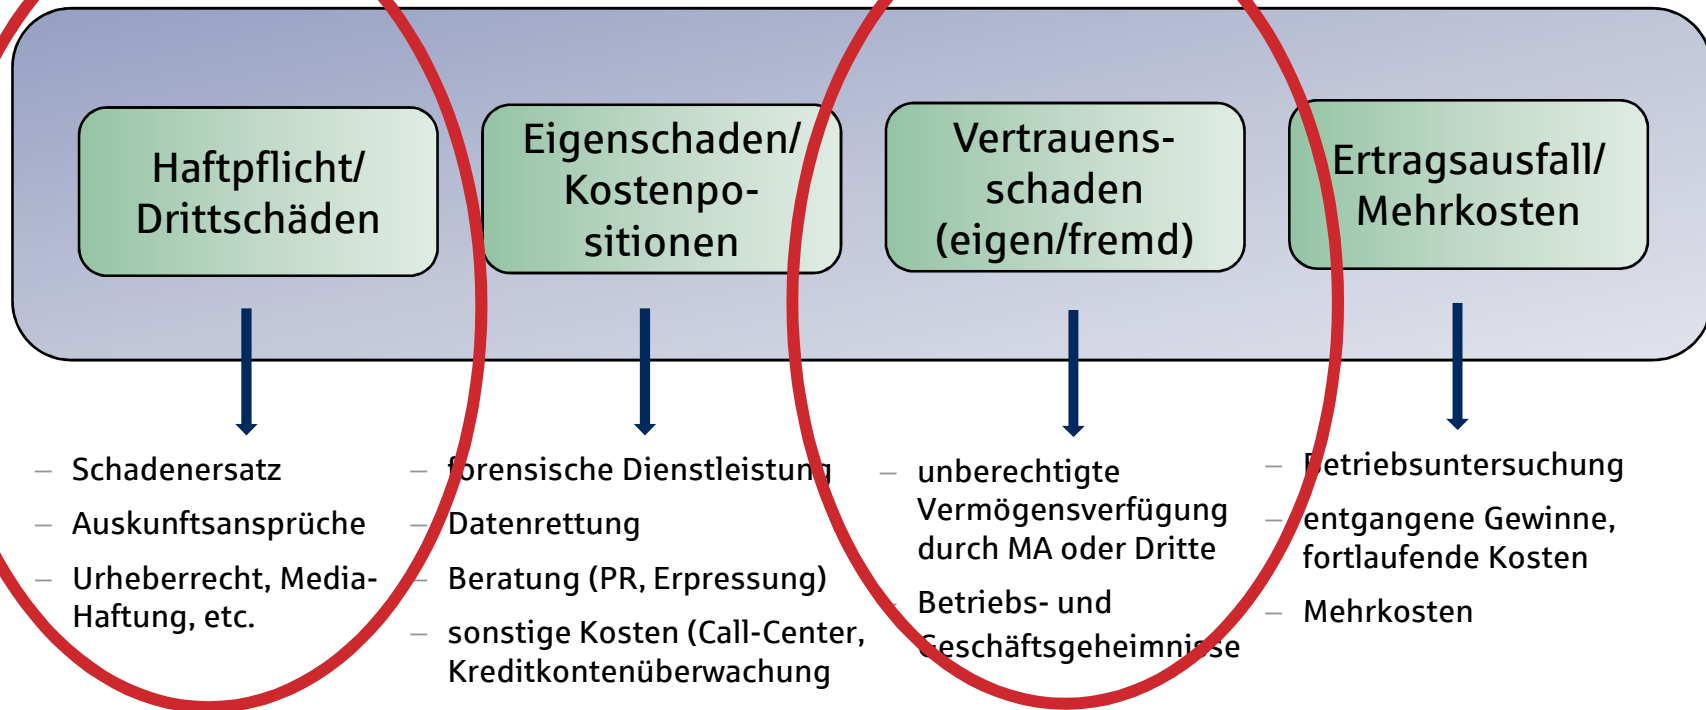 Haftpflicht/
Drittschäden
Eigenschaden/
Kostenpo-
sitionen
Vertrauens-
schaden
(eigen/fremd)
Ertragsausfall/
Mehrkosten
– Schadenersatz
– Auskunftsansprüche
– Urheberrecht, Media-
Haftung, etc.
– forensische Dienstleistung
– Datenrettung
– Beratung (PR, Erpressung)
– sonstige Kosten (Call-Center,
Kreditkontenüberwachung
– unberechtigte
Vermögensverfügung
durch MA oder Dritte
– Betriebs- und
Geschäftsgeheimnisse
– Betriebsuntersuchung
– entgangene Gewinne,
fortlaufende Kosten
– Mehrkosten